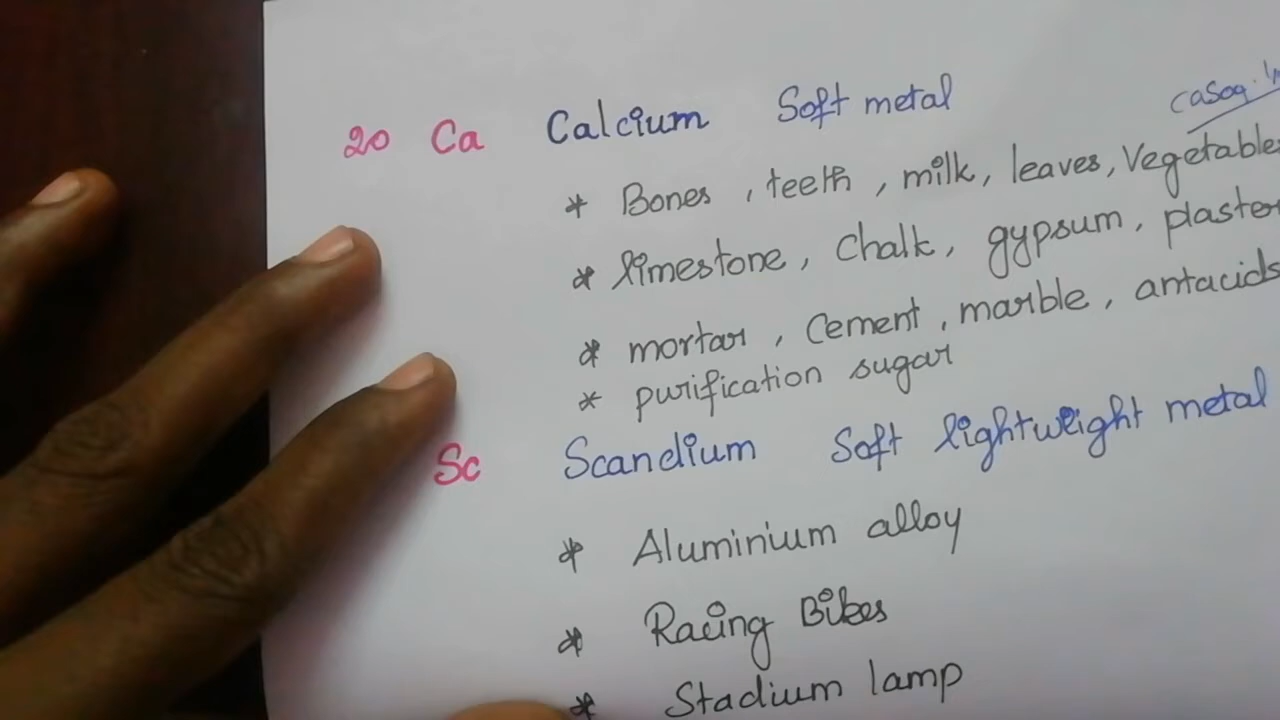 20 Ca Calcium Soft metal
* Bones, teeth, milk, leaves, Vegetables
* limestone, Chalk, gypsum, plaster
* mortar, Cement, marble, antacids
* purification sugar
Sc Scandium Soft lightweight metal
* Aluminium alloy
* Racing Bikes
* Stadium lamp